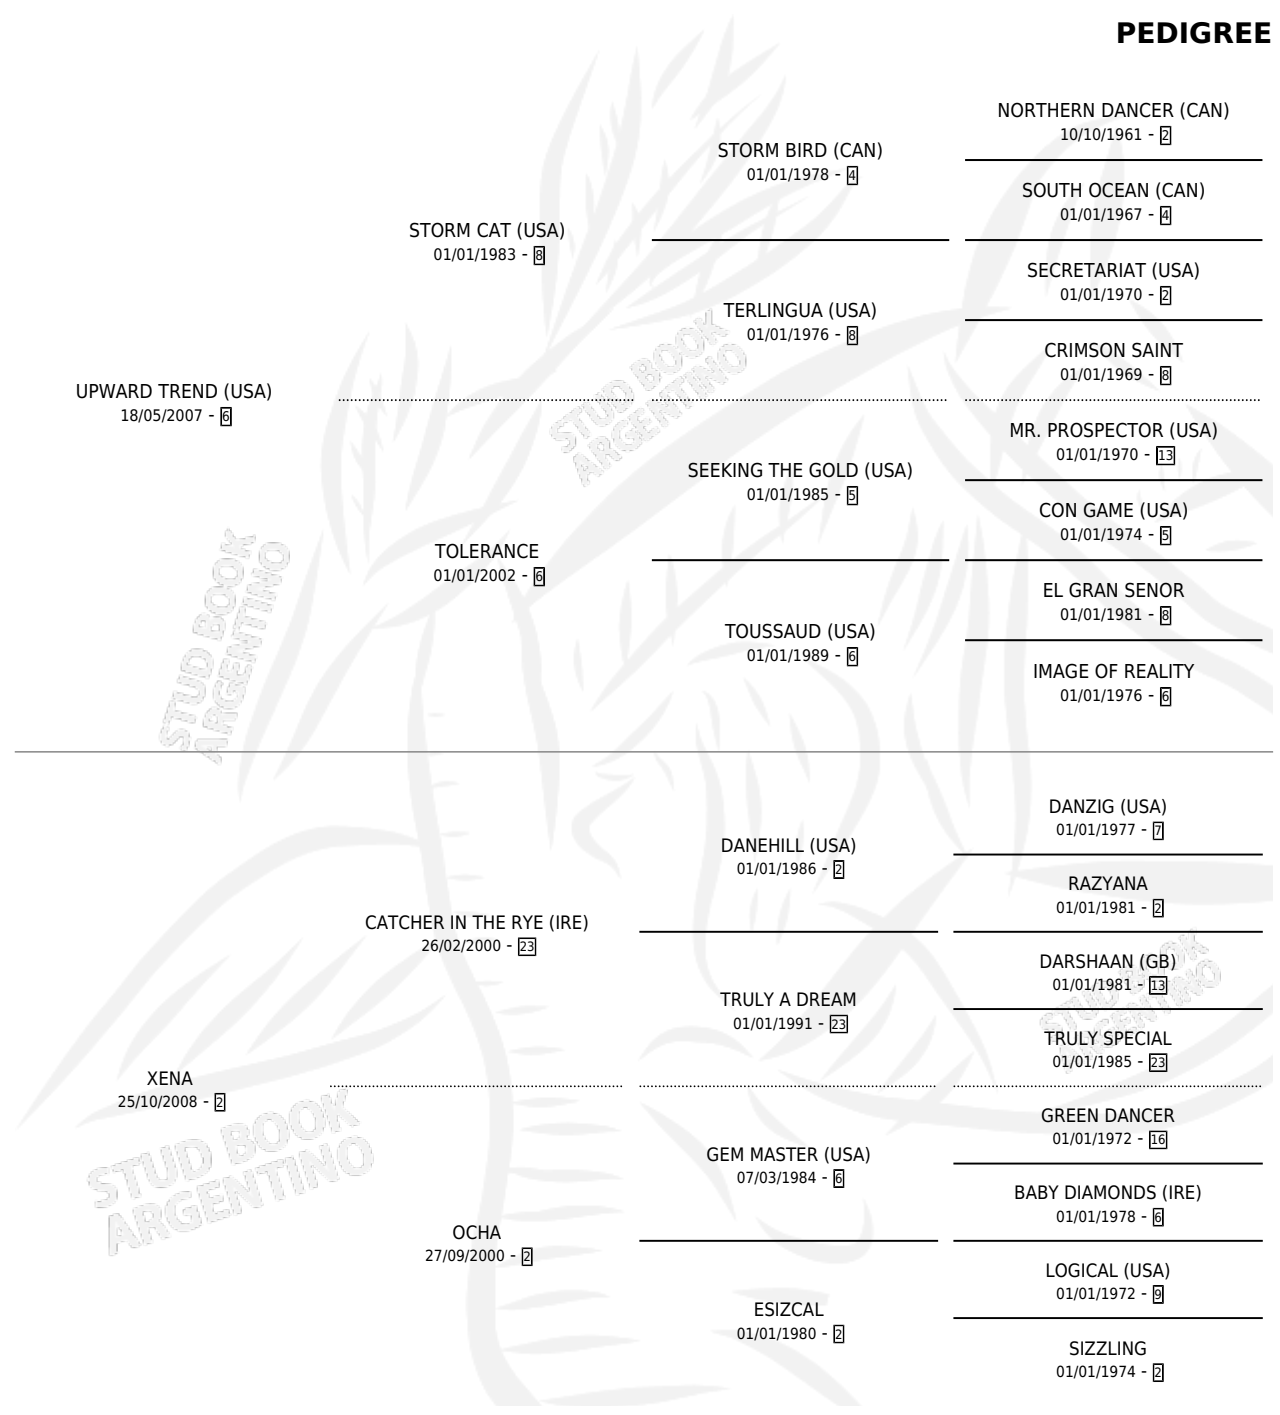 PEDIGREE
NORTHERN DANCER (CAN)
10/10/1961 - 2
STORM BIRD (CAN)
01/01/1978 - 4
SOUTH OCEAN (CAN)
01/01/1967 - 4
STORM CAT (USA)
01/01/1983 - 8
SECRETARIAT (USA)
01/01/1970 - 2
TERLINGUA (USA)
01/01/1976 - 8
CRIMSON SAINT
01/01/1969 - 8
UPWARD TREND (USA)
18/05/2007 - 6
MR. PROSPECTOR (USA)
01/01/1970 - 13
SEEKING THE GOLD (USA)
01/01/1985 - 5
CON GAME (USA)
01/01/1974 - 5
TOLERANCE
01/01/2002 - 6
EL GRAN SENOR
01/01/1981 - 8
TOUSSAUD (USA)
01/01/1989 - 6
IMAGE OF REALITY
01/01/1976 - 6
DANZIG (USA)
01/01/1977 - 7
DANEHILL (USA)
01/01/1986 - 2
RAZYANA
01/01/1981 - 2
CATCHER IN THE RYE (IRE)
26/02/2000 - 23
DARSHAAN (GB)
01/01/1981 - 13
TRULY A DREAM
01/01/1991 - 23
TRULY SPECIAL
01/01/1985 - 23
XENA
25/10/2008 - 2
GREEN DANCER
01/01/1972 - 16
GEM MASTER (USA)
07/03/1984 - 6
BABY DIAMONDS (IRE)
01/01/1978 - 6
OCHA
27/09/2000 - 2
LOGICAL (USA)
01/01/1972 - 9
ESIZCAL
01/01/1980 - 2
SIZZLING
01/01/1974 - 2
STUD BOOK
ARGENTINO
STUD BOOK
ARGENTINO
STUD BOOK
ARGENTINO
STUD BOOK
ARGENTINO